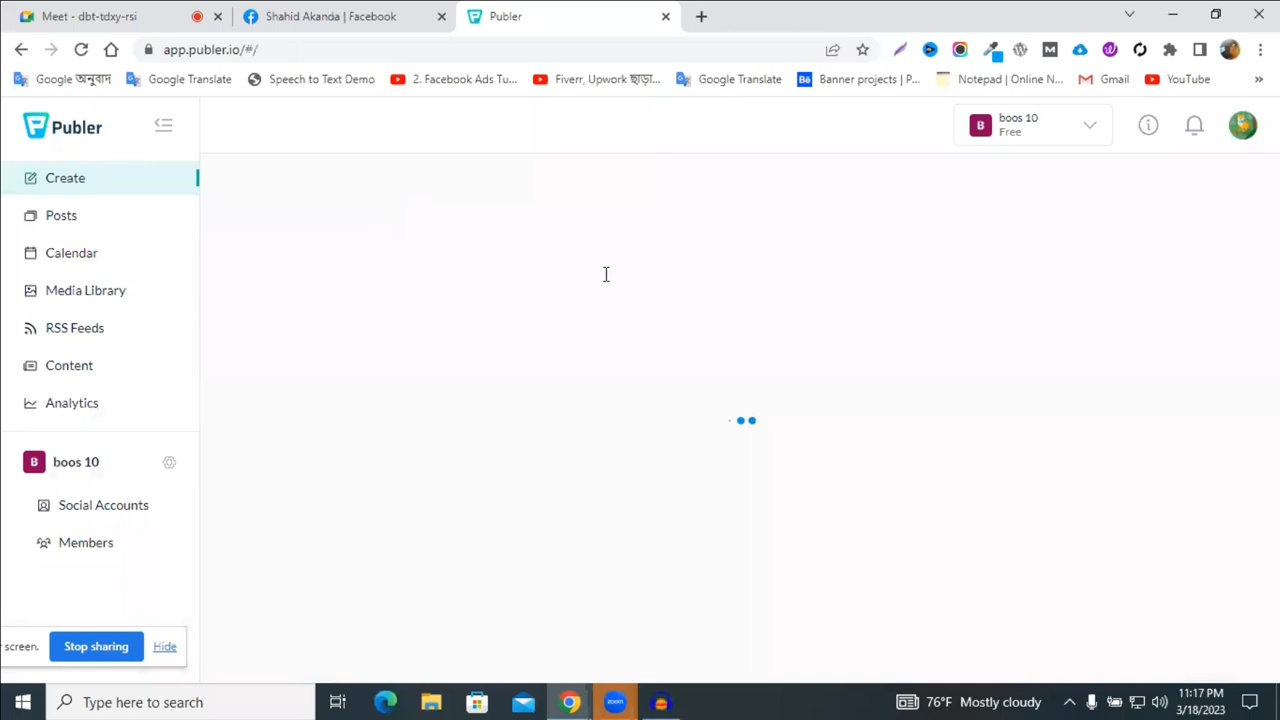 Meet - dbt-tdxy-rsi
Shahid Akanda | Facebook
Publer
app.publer.io/#/
Google অনুবাদ
Google Translate
Speech to Text Demo
2. Facebook Ads Tu...
Fiverr, Upwork ছাড়া...
Google Translate
Bē
Banner projects | P...
Notepad | Online N...
Gmail
YouTube
»
Publer
B
boos 10
Free
Create
Posts
Calendar
Media Library
RSS Feeds
Content
Analytics
B
boos 10
Social Accounts
Members
screen.
Stop sharing
Hide
Type here to search
zoom
76°F Mostly cloudy
11:17 PM
3/18/2023